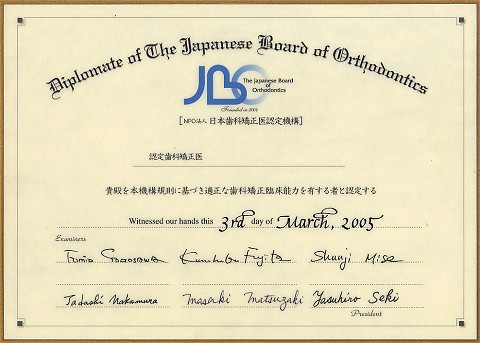 Diplomate of The Japanese Board of Orthodontics
JBO
The Japanese Board
of
Orthodontics
Founded in 2001
[NPO法人 日本歯科矯正医認定機構]
認定歯科矯正医
貴殿を本機構規則に基づき適正な歯科矯正臨床能力を有する者と認定する
Witnessed our hands this 3rd day of March, 2005
Examiners
Fujita Shunji Mise
Tadashi Nakamura Masaki Matsuzaki Yasuhiro Seki
President